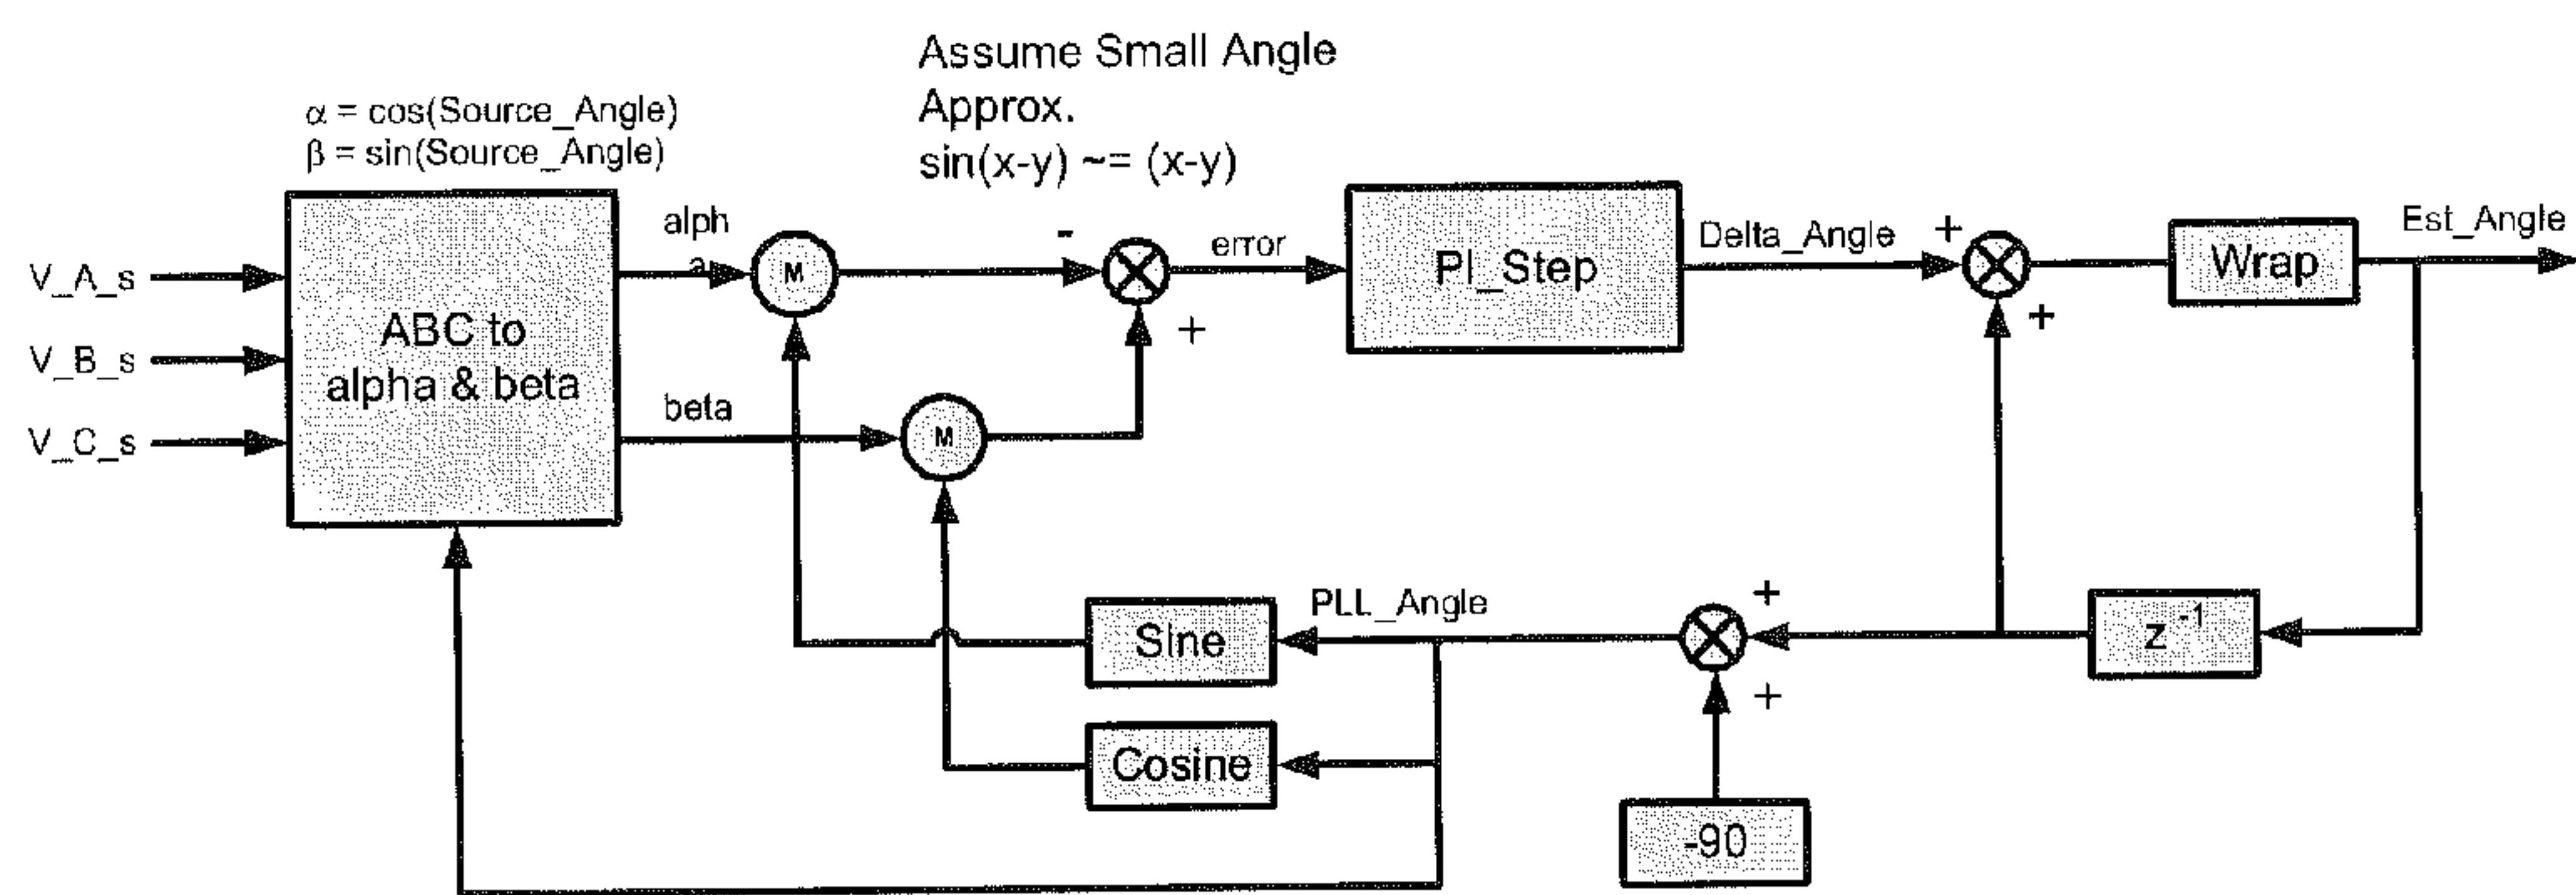 Assume Small Angle
Approx.
sin(x-y) ~= (x-y)
α = cos(Source_Angle)
β = sin(Source_Angle)
V_A_s
V_B_s
V_C_s
ABC to
alpha & beta
alph
a
beta
M
M
-
+
error
PI_Step
Delta_Angle
+
+
Wrap
Est_Angle
z -1
+
+
-90
PLL_Angle
Sine
Cosine